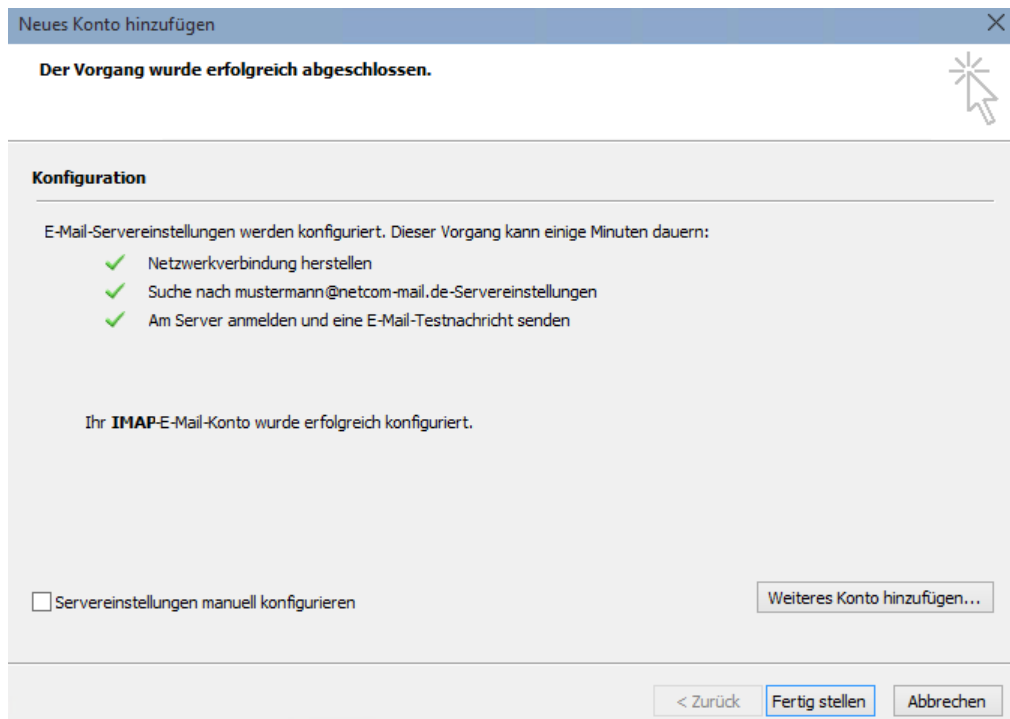 Neues Konto hinzufügen
Der Vorgang wurde erfolgreich abgeschlossen.
Konfiguration
E-Mail-Servereinstellungen werden konfiguriert. Dieser Vorgang kann einige Minuten dauern:
Netzwerkverbindung herstellen
Suche nach mustermann@netcom-mail.de-Servereinstellungen
Am Server anmelden und eine E-Mail-Testnachricht senden
Ihr IMAP-E-Mail-Konto wurde erfolgreich konfiguriert.
Servereinstellungen manuell konfigurieren
Weiteres Konto hinzufügen...
< Zurück
Fertig stellen
Abbrechen